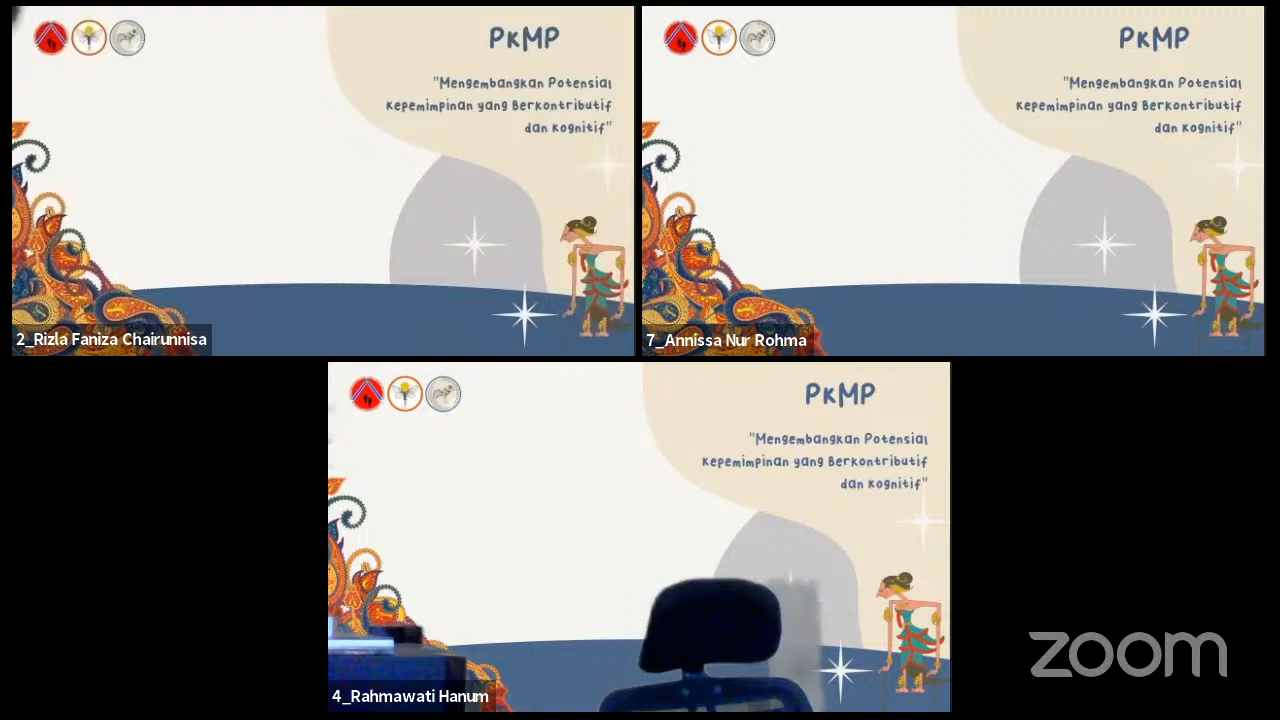 PKMP
"Mengembangkan Potensial
Kepemimpinan yang Berkontributif
dan Kognitif"
2_Rizla Faniza Chairunnisa
PKMP
"Mengembangkan Potensial
Kepemimpinan yang Berkontributif
dan Kognitif"
7_Annissa Nur Rohma
PKMP
"Mengembangkan Potensial
Kepemimpinan yang Berkontributif
dan Kognitif"
4_Rahmawati Hanum
zoom